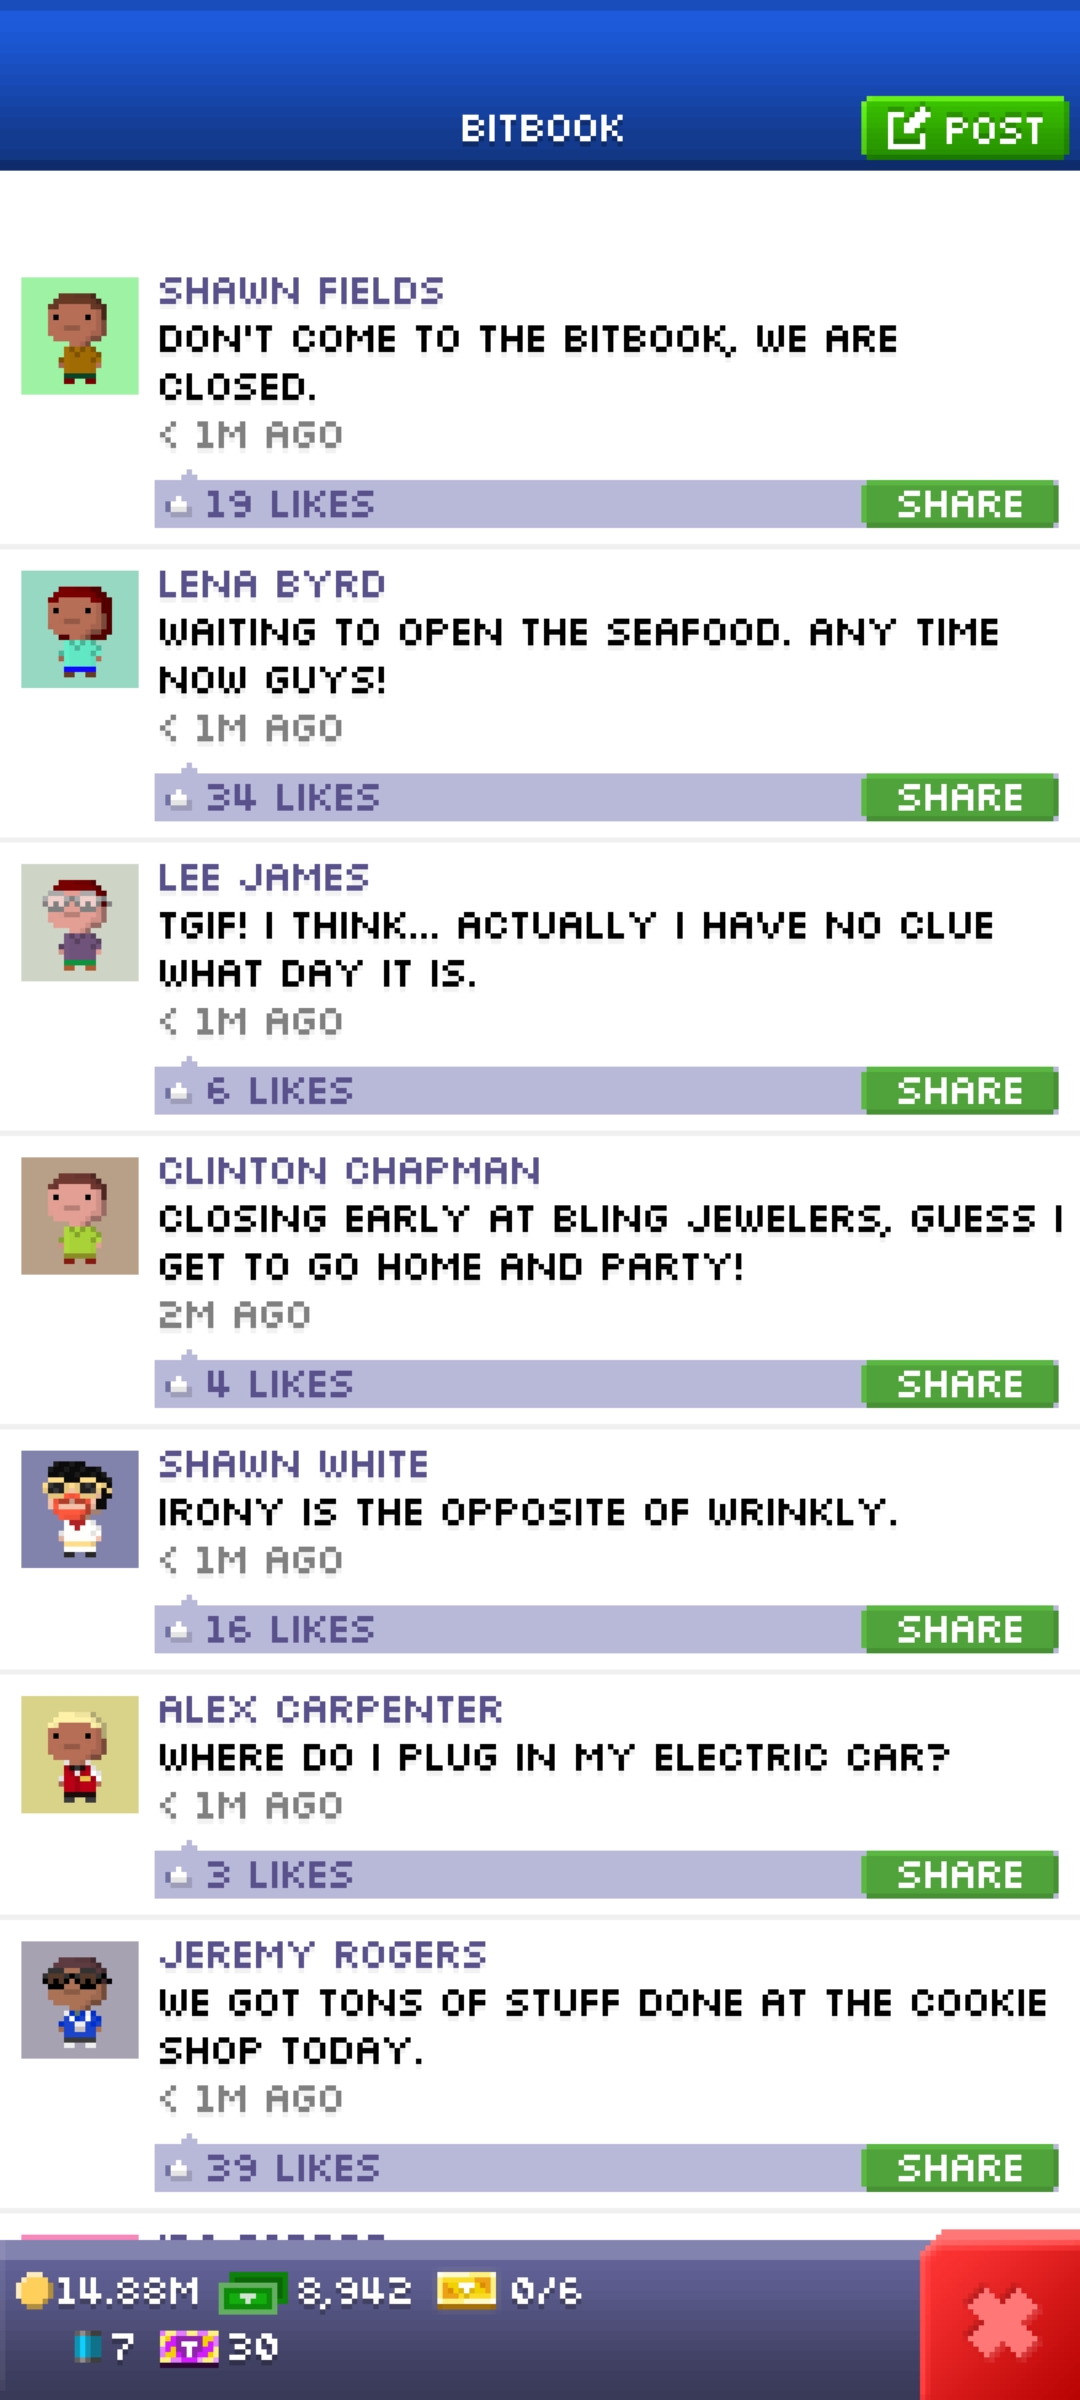 BITBOOK
POST
SHAWN FIELDS
DON'T COME TO THE BITBOOK, WE ARE
CLOSED.
< 1M AGO
19 LIKES
SHARE
LENA BYRD
WAITING TO OPEN THE SEAFOOD. ANY TIME
NOW GUYS!
< 1M AGO
34 LIKES
SHARE
LEE JAMES
TGIF! I THINK... ACTUALLY I HAVE NO CLUE
WHAT DAY IT IS.
< 1M AGO
6 LIKES
SHARE
CLINTON CHAPMAN
CLOSING EARLY AT BLING JEWELERS, GUESS I
GET TO GO HOME AND PARTY!
2M AGO
4 LIKES
SHARE
SHAWN WHITE
IRONY IS THE OPPOSITE OF WRINKLY.
< 1M AGO
16 LIKES
SHARE
ALEX CARPENTER
WHERE DO I PLUG IN MY ELECTRIC CAR?
< 1M AGO
3 LIKES
SHARE
JEREMY ROGERS
WE GOT TONS OF STUFF DONE AT THE COOKIE
SHOP TODAY.
< 1M AGO
39 LIKES
SHARE
14.88M 8,942 0/6
7 30